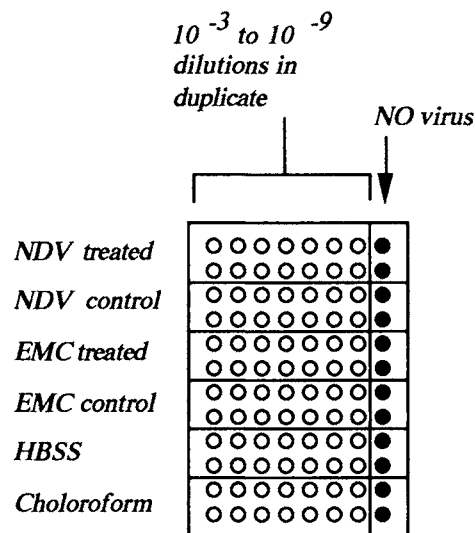 10 -3 to 10 -9
dilutions in
duplicate
NO virus
NDV treated
NDV control
EMC treated
EMC control
HBSS
Choloroform